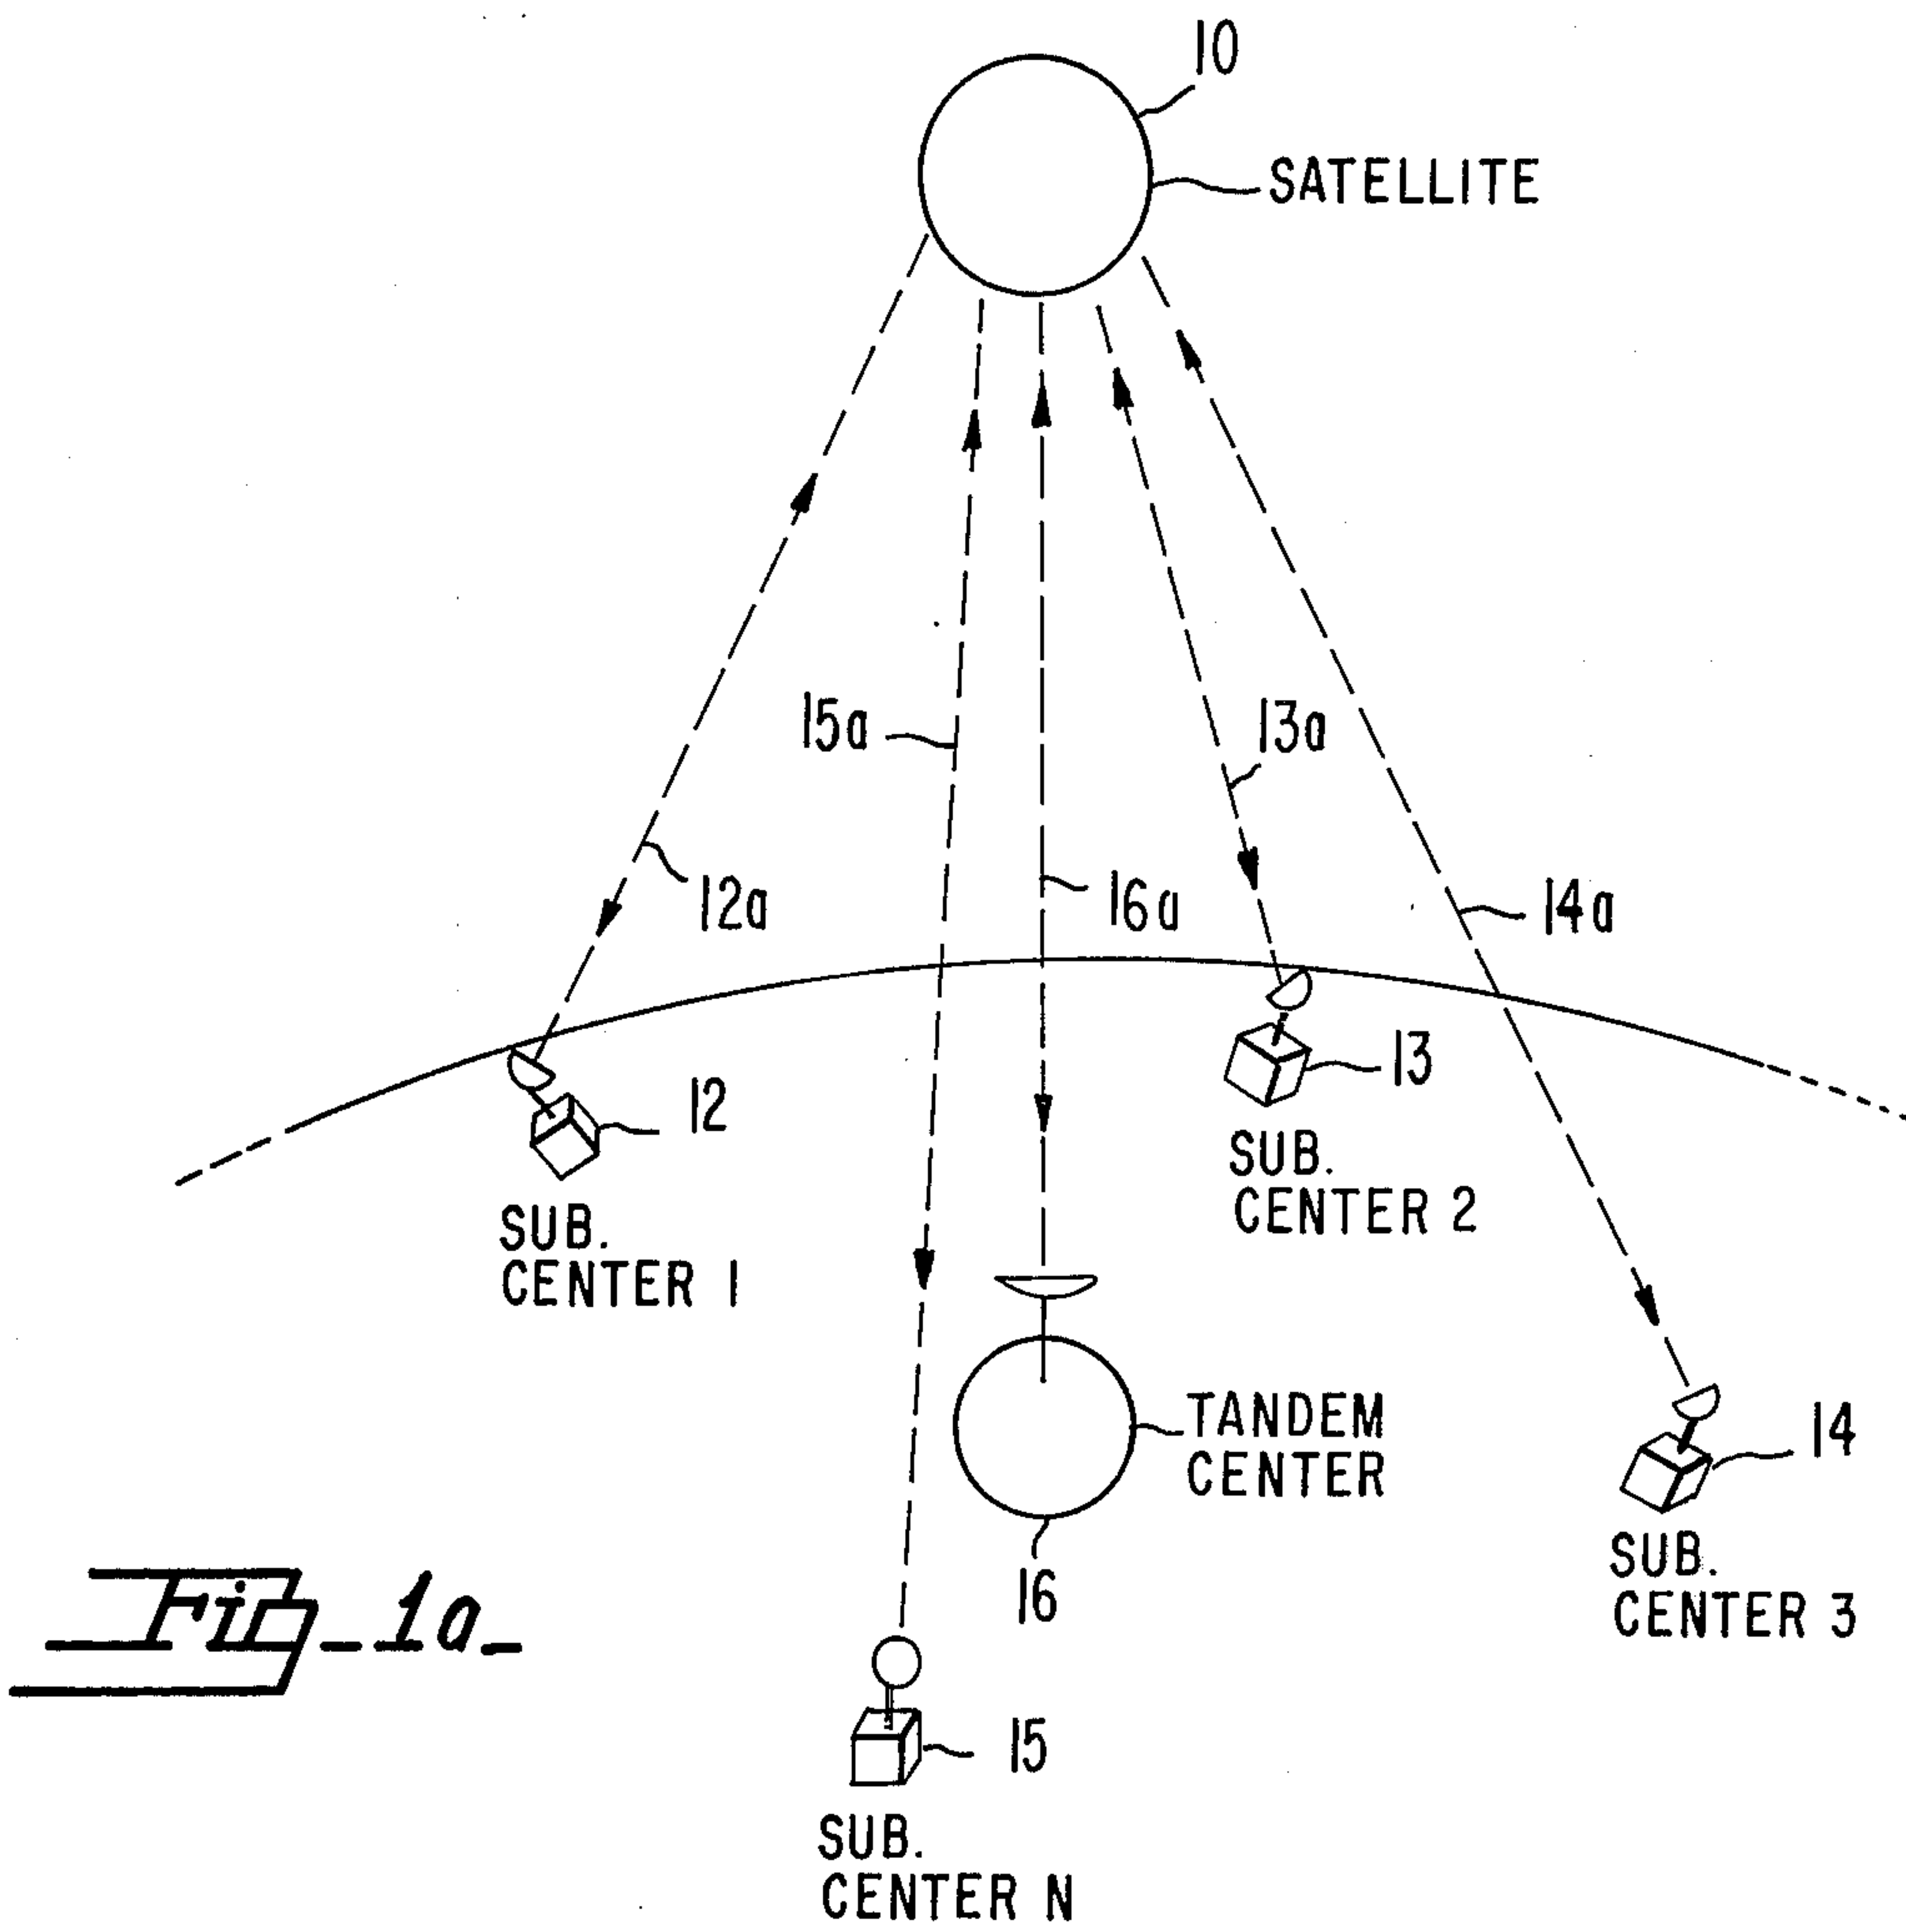 10
SATELLITE
15a
13a
12a
16a
14a
12
13
SUB.
CENTER 1
SUB.
CENTER 2
TANDEM
CENTER
14
16
SUB.
CENTER 3
Fig_1a_
15
SUB.
CENTER N